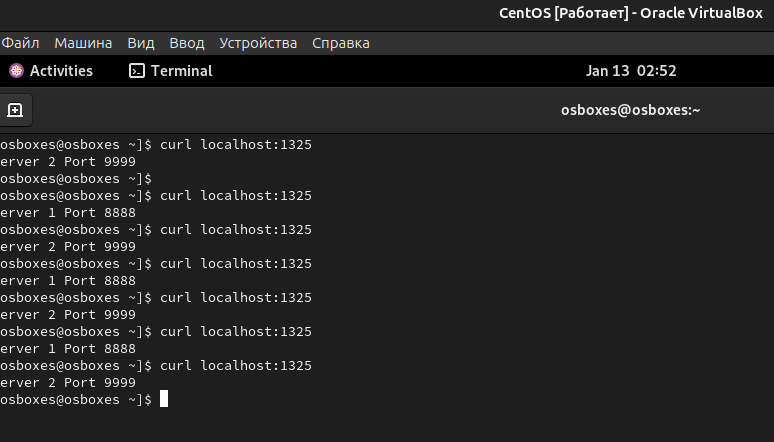 CentOS [Работает] - Oracle VirtualBox
Файл Машина Вид Ввод Устройства Справка
Activities Terminal Jan 13 02:52
osboxes@osboxes:~
osboxes@osboxes ~]$ curl localhost:1325
erver 2 Port 9999
osboxes@osboxes ~]$
osboxes@osboxes ~]$ curl localhost:1325
erver 1 Port 8888
osboxes@osboxes ~]$ curl localhost:1325
erver 2 Port 9999
osboxes@osboxes ~]$ curl localhost:1325
erver 1 Port 8888
osboxes@osboxes ~]$ curl localhost:1325
erver 2 Port 9999
osboxes@osboxes ~]$ curl localhost:1325
erver 1 Port 8888
osboxes@osboxes ~]$ curl localhost:1325
erver 2 Port 9999
osboxes@osboxes ~]$